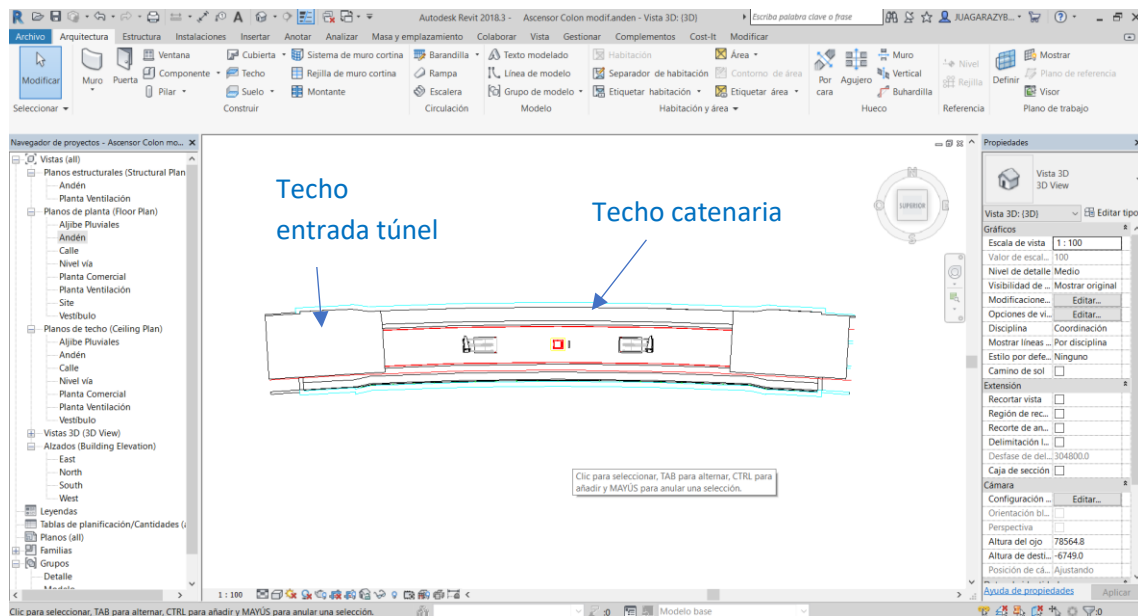 Autodesk Revit 2018.3 - Ascensor Colon modif.anden - Vista 3D: {3D}
Escriba palabra clave o frase
JUAGARAZYB...
Archivo Arquitectura Estructura Instalaciones Insertar Anotar Analizar Masa y emplazamiento Colaborar Vista Gestionar Complementos Cost-It Modificar
Modificar
Muro
Puerta
Ventana
Componente
Pilar
Cubierta
Techo
Suelo
Sistema de muro cortina
Rejilla de muro cortina
Montante
Barandilla
Rampa
Escalera
Texto modelado
Línea de modelo
Grupo de modelo
Habitación
Separador de habitación
Etiquetar habitación
Área
Contorno de área
Etiquetar área
Por cara
Agujero
Muro
Vertical
Buhardilla
Nivel
Rejilla
Definir
Mostrar
Plano de referencia
Visor
Seleccionar Construir Circulación Modelo Habitación y área Hueco Referencia Plano de trabajo
Navegador de proyectos - Ascensor Colon mo...
Vistas (all)
Planos estructurales (Structural Plan
Andén
Planta Ventilación
Planos de planta (Floor Plan)
Aljibe Pluviales
Andén
Calle
Nivel vía
Planta Comercial
Planta Ventilación
Site
Vestíbulo
Planos de techo (Ceiling Plan)
Aljibe Pluviales
Andén
Calle
Nivel vía
Planta Comercial
Planta Ventilación
Vestíbulo
Vistas 3D (3D View)
Alzados (Building Elevation)
East
North
South
West
Leyendas
Tablas de planificación/Cantidades (
Planos (all)
Familias
Grupos
Detalle
Techo
entrada túnel
Techo catenaria
SUPERIOR
Clic para seleccionar, TAB para alternar, CTRL para
añadir y MAYÚS para anular una selección.
Propiedades
Vista 3D
3D View
Vista 3D: {3D} Editar tipo
Gráficos
Escala de vista 1 : 100
Valor de escal... 100
Nivel de detalle Medio
Visibilidad de ... Mostrar original
Modificacione... Editar...
Opciones de vi... Editar...
Disciplina Coordinación
Mostrar líneas ... Por disciplina
Estilo por defe... Ninguno
Camino de sol
Extensión
Recortar vista
Región de rec...
Recorte de an...
Delimitación l...
Desfase de del... 304800.0
Caja de sección
Cámara
Configuración ... Editar...
Orientación bl...
Perspectiva
Altura del ojo 78564.8
Altura de desti... -6749.0
Posición de cá... Ajustando
Ayuda de propiedades Aplicar
1 : 100
Clic para seleccionar, TAB para alternar, CTRL para añadir y MAYÚS para anular una selección.
:0 Modelo base
:0